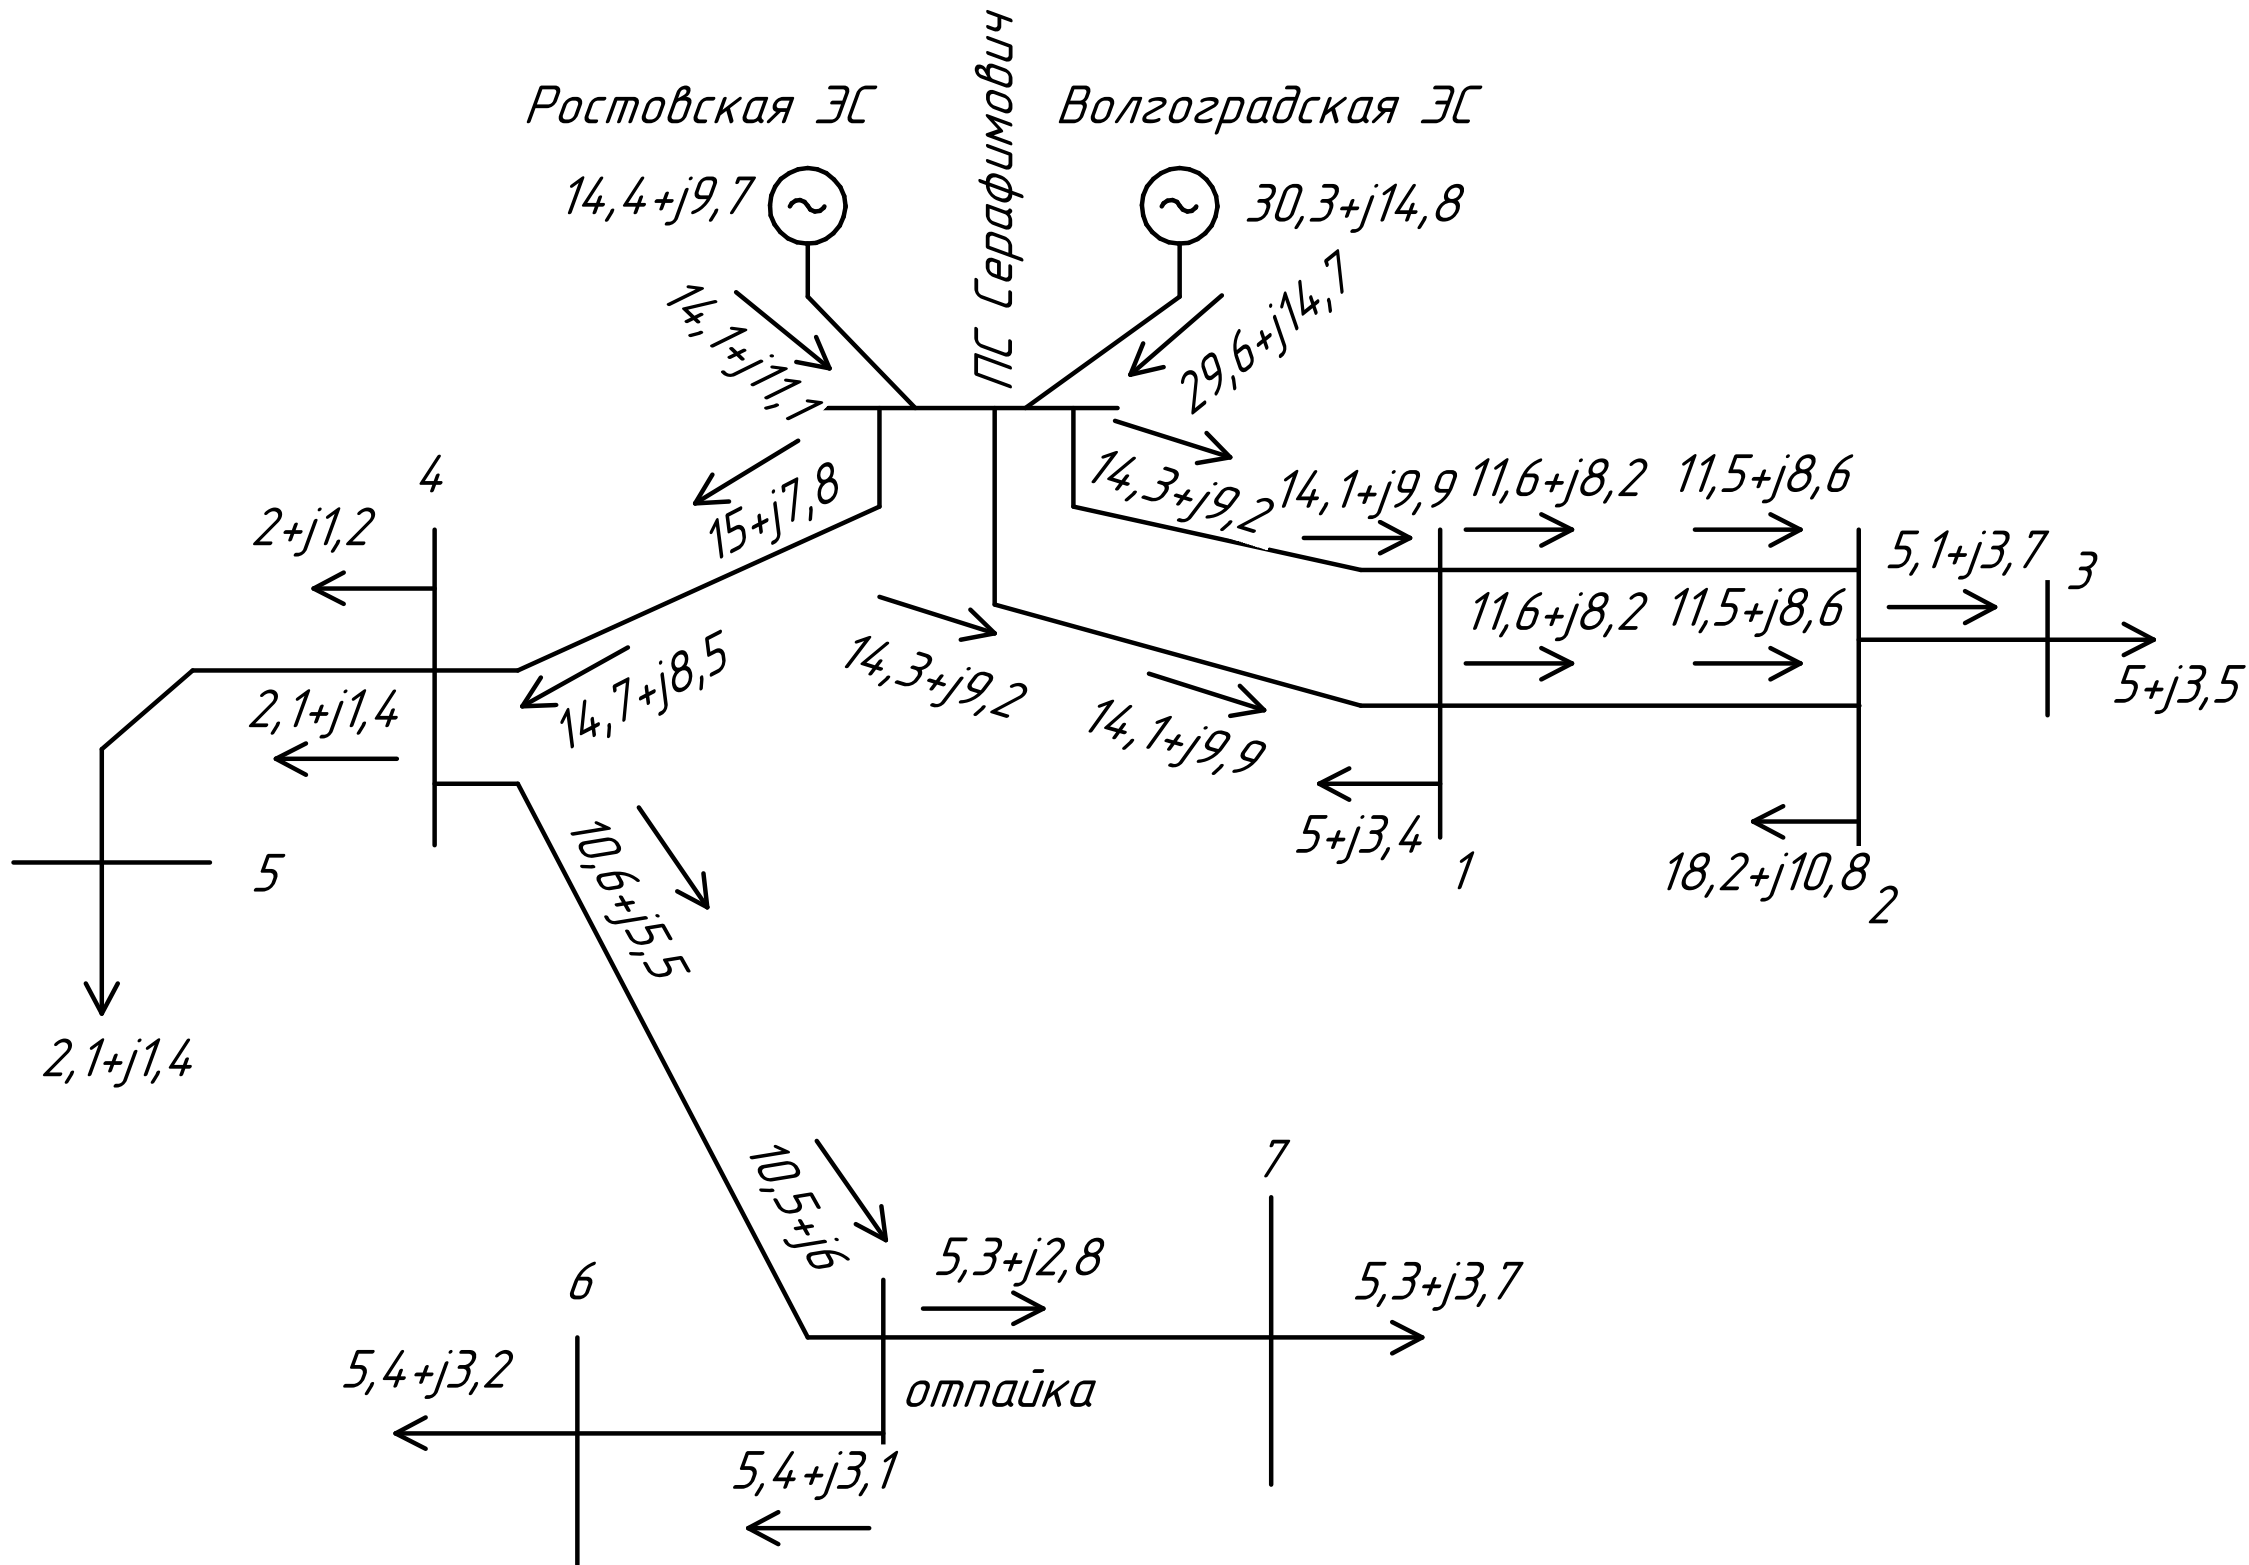 ПС Серафимович
Ростовская ЭС
Волгоградская ЭС
14,4+j9,7
30,3+j14,8
14,1+j11,1
29,6+j14,7
15+j7,8
14,3+j9,2
14,1+j9,9
11,6+j8,2
11,5+j8,6
4
2+j1,2
5,1+j3,7
3
11,6+j8,2
11,5+j8,6
14,7+j8,5
14,3+j9,2
5+j3,5
2,1+j1,4
14,1+j9,9
5+j3,4
1
18,2+j10,8
2
5
10,6+j5,5
2,1+j1,4
7
10,5+j6
5,3+j2,8
6
5,3+j3,7
5,4+j3,2
отпайка
5,4+j3,1